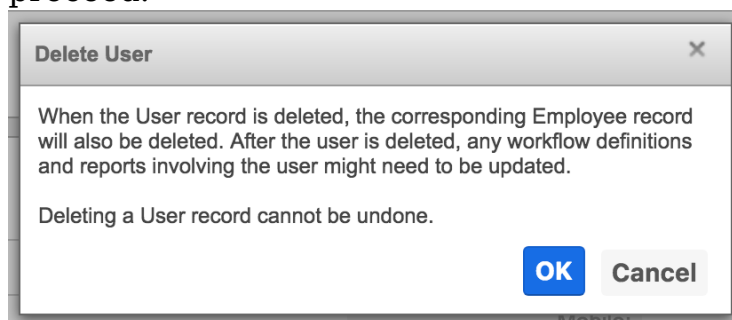 proceed.
Delete User
×
When the User record is deleted, the corresponding Employee record
will also be deleted. After the user is deleted, any workflow definitions
and reports involving the user might need to be updated.
Deleting a User record cannot be undone.
OK Cancel